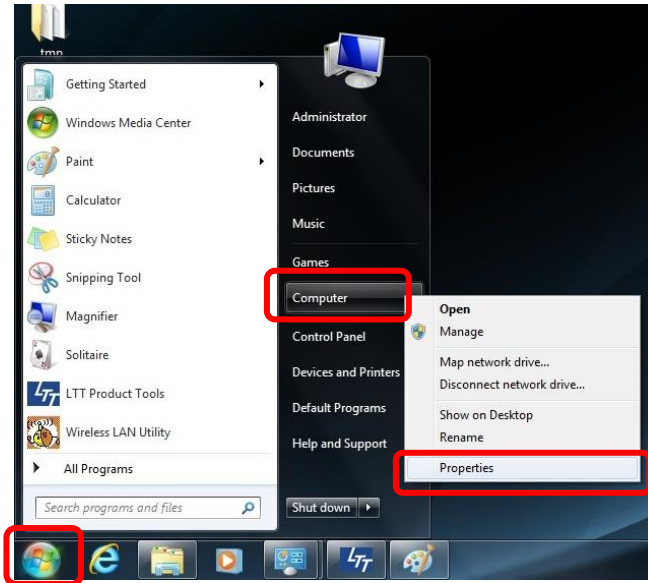 tmp
Getting Started
Windows Media Center
Paint
Calculator
Sticky Notes
Snipping Tool
Magnifier
Solitaire
LTT Product Tools
Wireless LAN Utility
All Programs
Search programs and files
Administrator
Documents
Pictures
Music
Games
Computer
Control Panel
Devices and Printers
Default Programs
Help and Support
Shut down
Open
Manage
Map network drive...
Disconnect network drive...
Show on Desktop
Rename
Properties
LTT